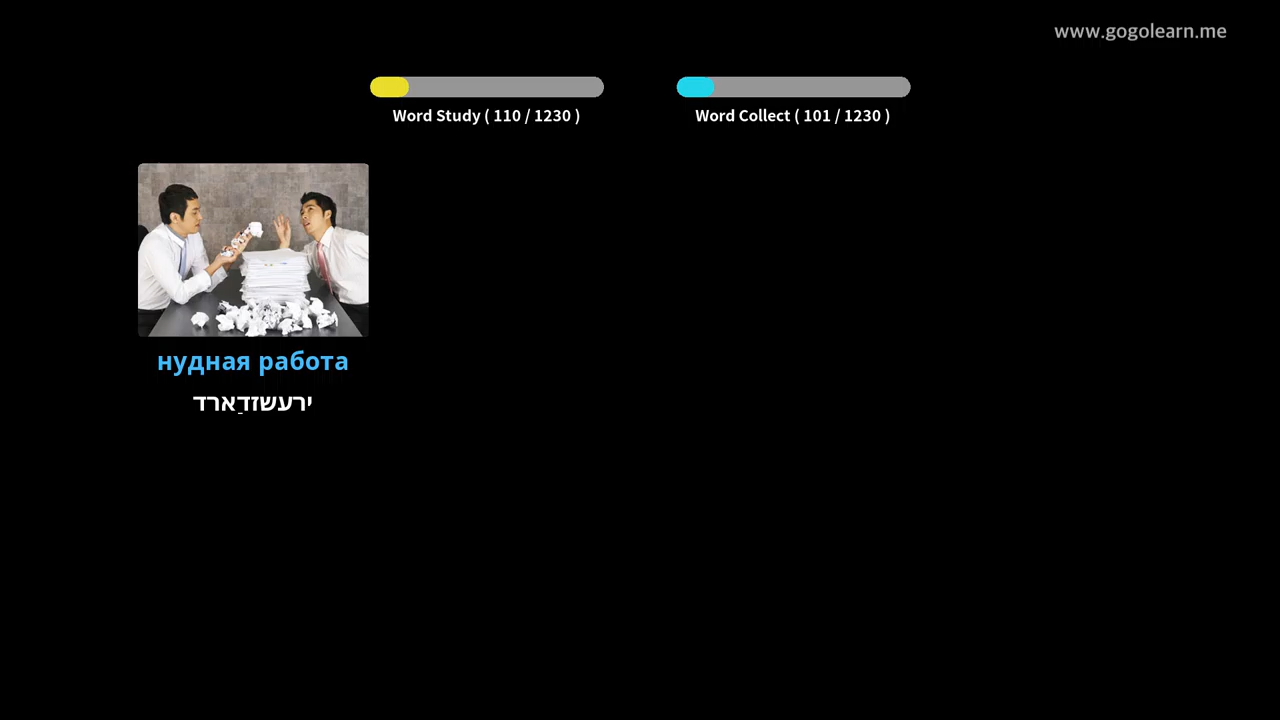 www.gogolearn.me
Word Study ( 110 / 1230 )
Word Collect ( 101 / 1230 )
нудная работа
ירעשזדַארד